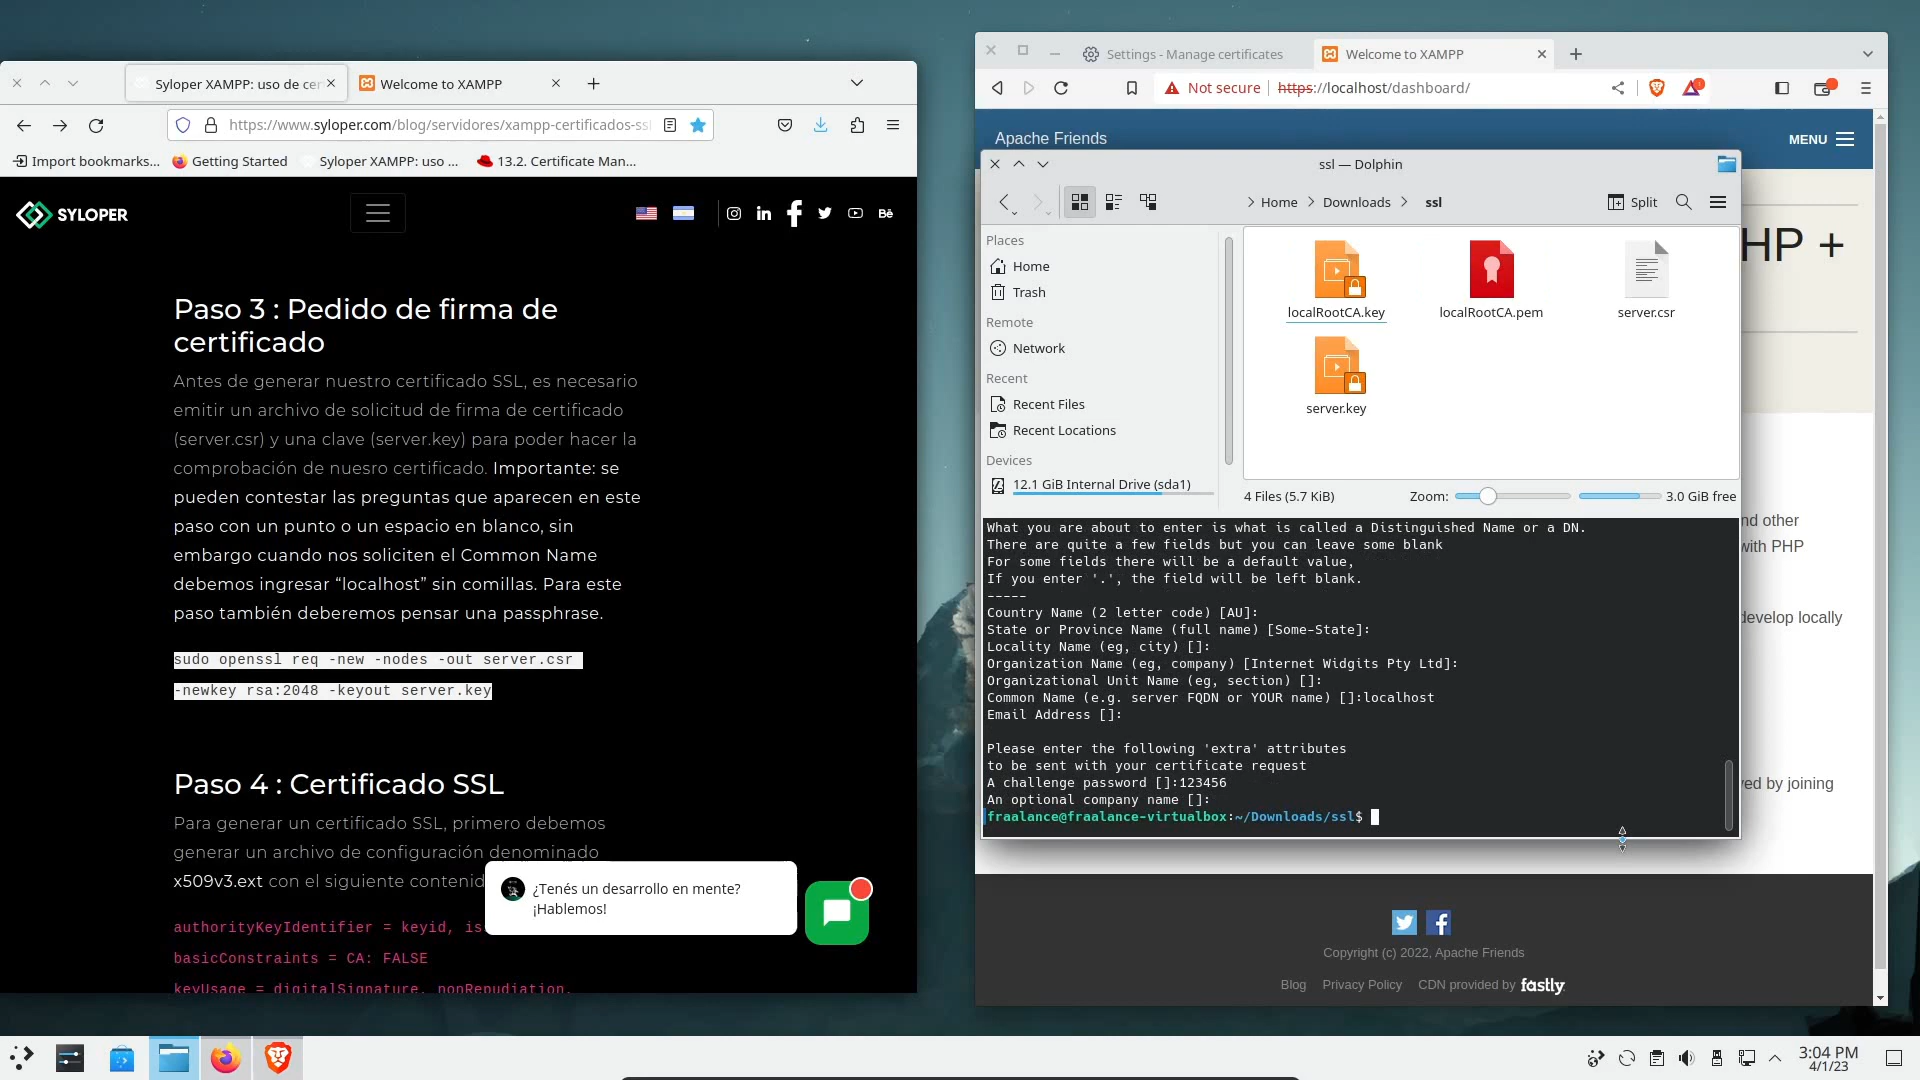 Syloper XAMPP: uso de cer
Welcome to XAMPP
https://www.syloper.com/blog/servidores/xampp-certificados-ssl
Import bookmarks...
Getting Started
Syloper XAMPP: uso ...
13.2. Certificate Man...
SYLOPER
Bē
Paso 3 : Pedido de firma de
certificado
Antes de generar nuestro certificado SSL, es necesario
emitir un archivo de solicitud de firma de certificado
(server.csr) y una clave (server.key) para poder hacer la
comprobación de nuesro certificado. Importante: se
pueden contestar las preguntas que aparecen en este
paso con un punto o un espacio en blanco, sin
embargo cuando nos soliciten el Common Name
debemos ingresar “localhost” sin comillas. Para este
paso también deberemos pensar una passphrase.
sudo openssl req -new -nodes -out server.csr
-newkey rsa:2048 -keyout server.key
Paso 4 : Certificado SSL
Para generar un certificado SSL, primero debemos
generar un archivo de configuración denominado
x509v3.ext con el siguiente contenid
authorityKeyIdentifier = keyid, is
basicConstraints = CA: FALSE
keyUsage = digitalSignature, nonRepudiation,
¿Tenés un desarrollo en mente?
¡Hablemos!
Settings - Manage certificates
Welcome to XAMPP
Not secure
https://localhost/dashboard/
Apache Friends
MENU
HP +
nd other
with PHP
develop locally
ved by joining
Copyright (c) 2022, Apache Friends
Blog
Privacy Policy
CDN provided by
fastly
ssl — Dolphin
Home
Downloads
ssl
Split
Places
Home
Trash
Remote
Network
Recent
Recent Files
Recent Locations
Devices
12.1 GiB Internal Drive (sda1)
localRootCA.key
localRootCA.pem
server.csr
server.key
4 Files (5.7 KiB)
Zoom:
3.0 GiB free
What you are about to enter is what is called a Distinguished Name or a DN.
There are quite a few fields but you can leave some blank
For some fields there will be a default value,
If you enter '.', the field will be left blank.
-----
Country Name (2 letter code) [AU]:
State or Province Name (full name) [Some-State]:
Locality Name (eg, city) []:
Organization Name (eg, company) [Internet Widgits Pty Ltd]:
Organizational Unit Name (eg, section) []:
Common Name (e.g. server FQDN or YOUR name) []:localhost
Email Address []:
Please enter the following 'extra' attributes
to be sent with your certificate request
A challenge password []:123456
An optional company name []:
fraalance@fraalance-virtualbox:~/Downloads/ssl$
3:04 PM
4/1/23